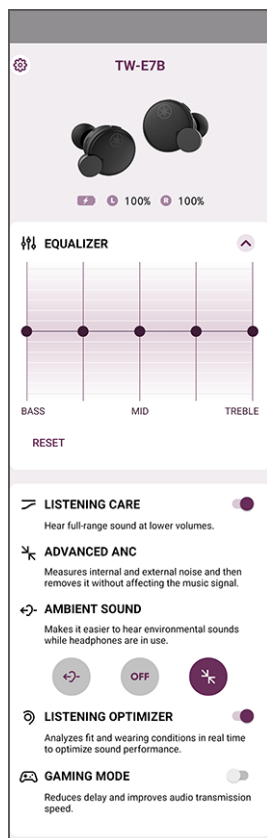 TW-E7B
L 100% R 100%
EQUALIZER
BASS MID TREBLE
RESET
LISTENING CARE
Hear full-range sound at lower volumes.
ADVANCED ANC
Measures internal and external noise and then
removes it without affecting the music signal.
AMBIENT SOUND
Makes it easier to hear environmental sounds
while headphones are in use.
OFF
LISTENING OPTIMIZER
Analyzes fit and wearing conditions in real time
to optimize sound performance.
GAMING MODE
Reduces delay and improves audio transmission
speed.